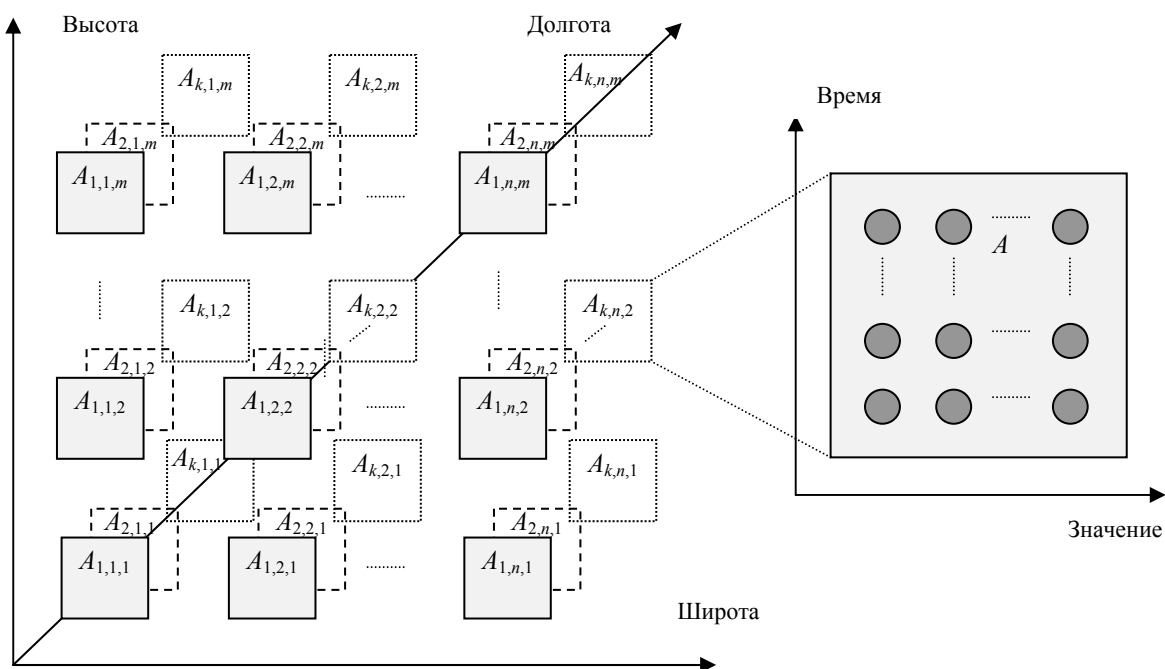 Высота
Долгота
A_{k,1,m} A_{k,2,m} A_{k,n,m}
A_{2,1,m} A_{2,2,m} A_{2,n,m}
A_{1,1,m} A_{1,2,m} A_{1,n,m}
A_{k,1,2} A_{k,2,2} A_{k,n,2}
A_{2,1,2} A_{2,2,2} A_{2,n,2}
A_{1,1,2} A_{1,2,2} A_{1,n,2}
A_{k,1,1} A_{k,2,1} A_{k,n,1}
A_{2,1,1} A_{2,2,1} A_{2,n,1}
A_{1,1,1} A_{1,2,1} A_{1,n,1}
Широта
Время
A
Значение